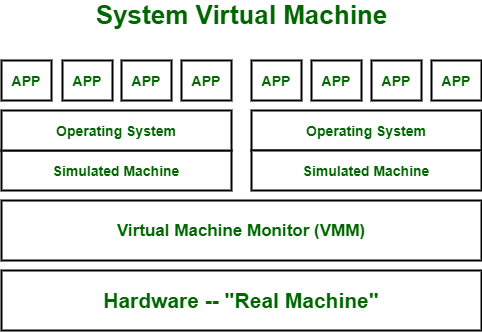 System Virtual Machine
APP APP APP APP APP APP APP APP
Operating System Operating System
Simulated Machine Simulated Machine
Virtual Machine Monitor (VMM)
Hardware -- "Real Machine"